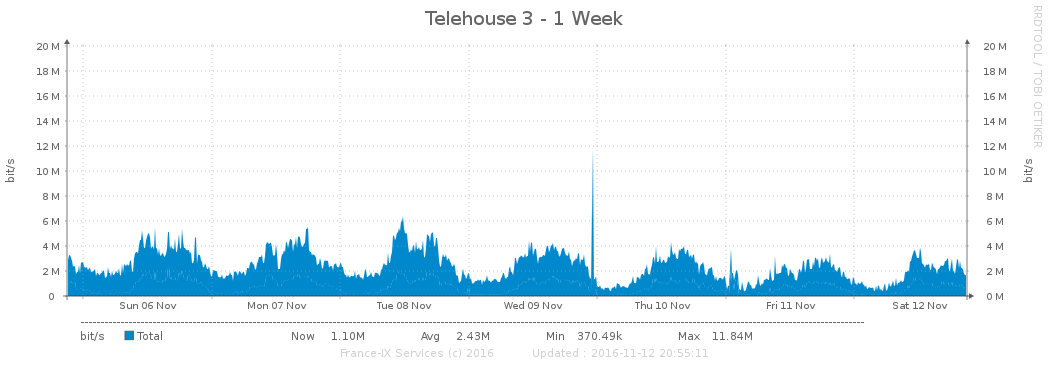 Telehouse 3 - 1 Week
RRDTOOL / TOBI OETIKER
20 M 20 M
18 M 18 M
16 M 16 M
14 M 14 M
12 M 12 M
10 M 10 M
8 M 8 M
6 M 6 M
4 M 4 M
2 M 2 M
0 0 M
bit/s
bit/s
Sun 06 Nov Mon 07 Nov Tue 08 Nov Wed 09 Nov Thu 10 Nov Fri 11 Nov Sat 12 Nov
bit/s Total Now 1.10M Avg 2.43M Min 370.49k Max 11.84M
France-IX Services (c) 2016 Updated : 2016-11-12 20:55:11